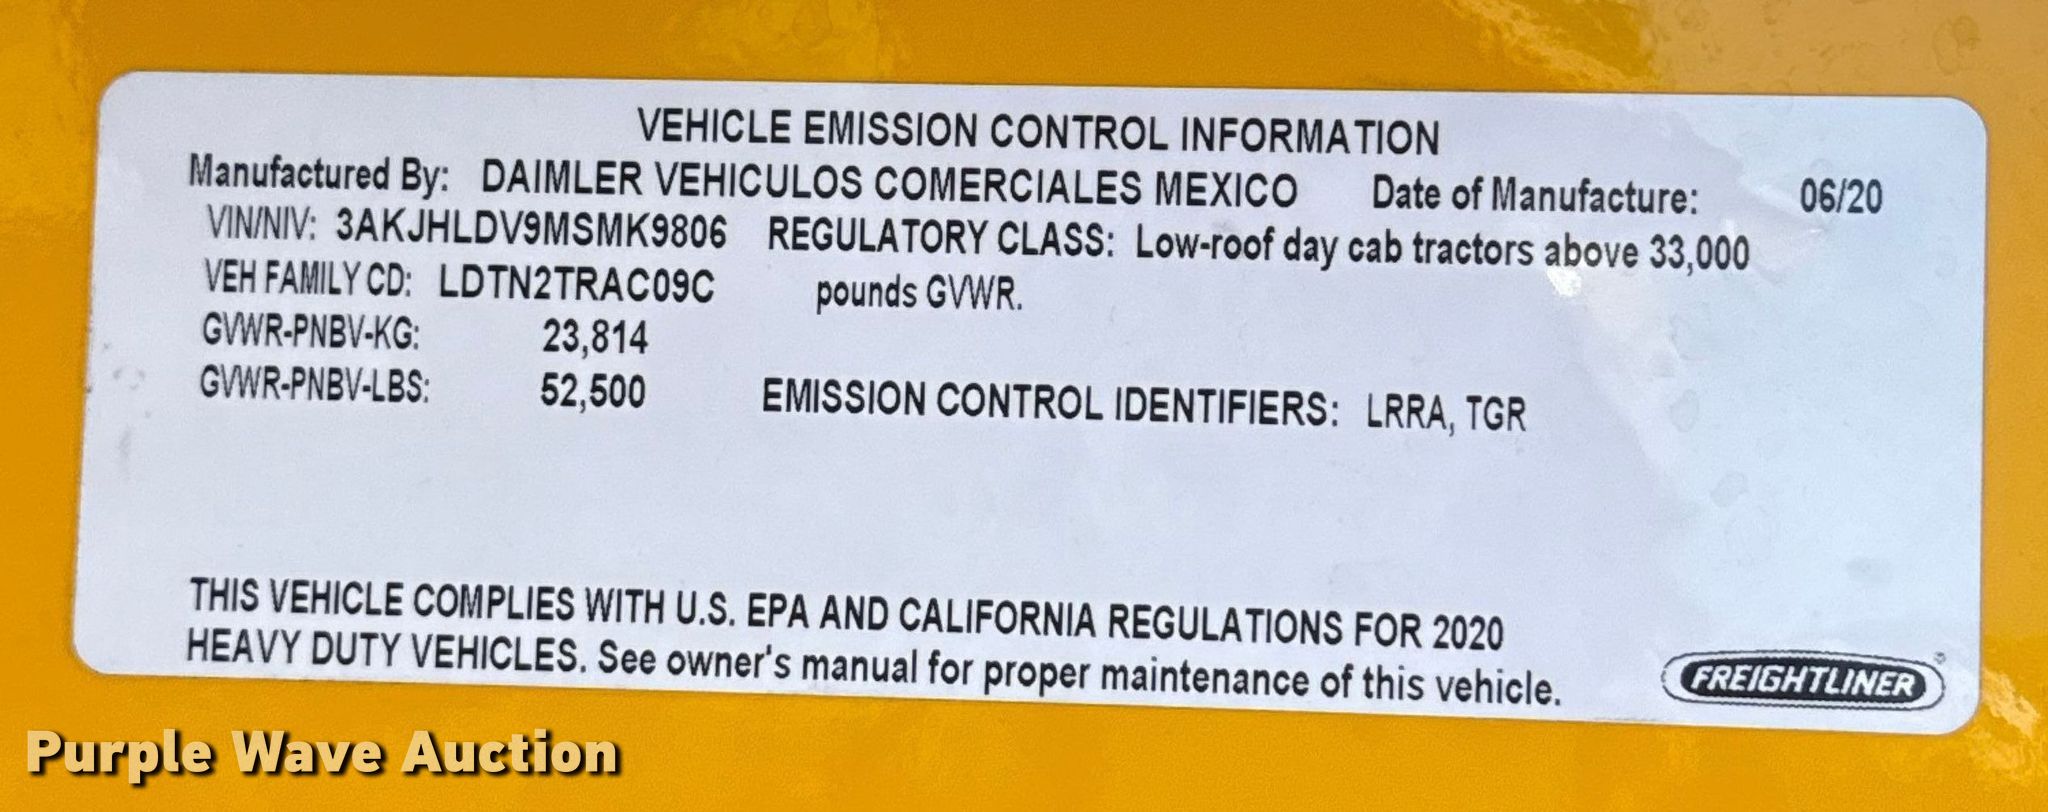 VEHICLE EMISSION CONTROL INFORMATION
Manufactured By: DAIMLER VEHICULOS COMERCIALES MEXICO Date of Manufacture: 06/20
VIN/NIV: 3AKJHLDV9MSMK9806 REGULATORY CLASS: Low-roof day cab tractors above 33,000
VEH FAMILY CD: LDTN2TRAC09C pounds GVWR.
GVWR-PNBV-KG: 23,814
GVWR-PNBV-LBS: 52,500 EMISSION CONTROL IDENTIFIERS: LRRA, TGR
THIS VEHICLE COMPLIES WITH U.S. EPA AND CALIFORNIA REGULATIONS FOR 2020
HEAVY DUTY VEHICLES. See owner's manual for proper maintenance of this vehicle.
FREIGHTLINER
Purple Wave Auction